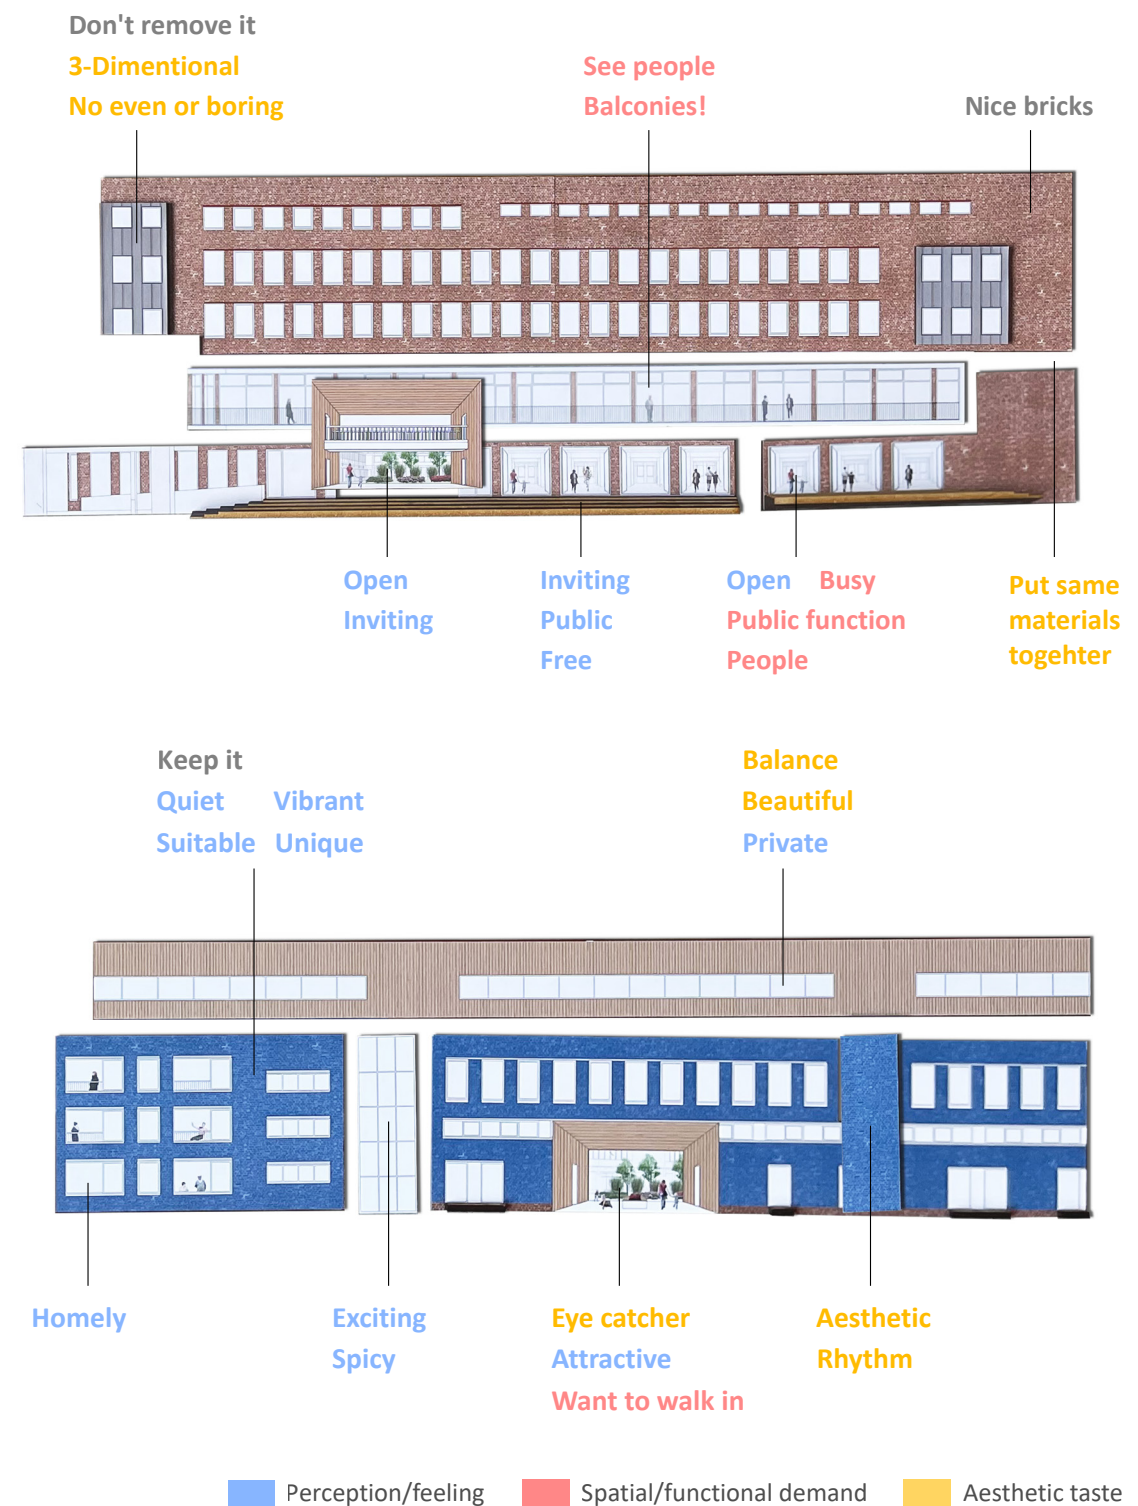 Don't remove it
3-Dimentional
No even or boring
See people
Balconies!
Nice bricks
Open
Inviting
Inviting
Public
Free
Open Busy
Public function
People
Put same
materials
togehter
Keep it
Quiet Vibrant
Suitable Unique
Balance
Beautiful
Private
Homely
Exciting
Spicy
Eye catcher
Attractive
Want to walk in
Aesthetic
Rhythm
Perception/feeling
Spatial/functional demand
Aesthetic taste